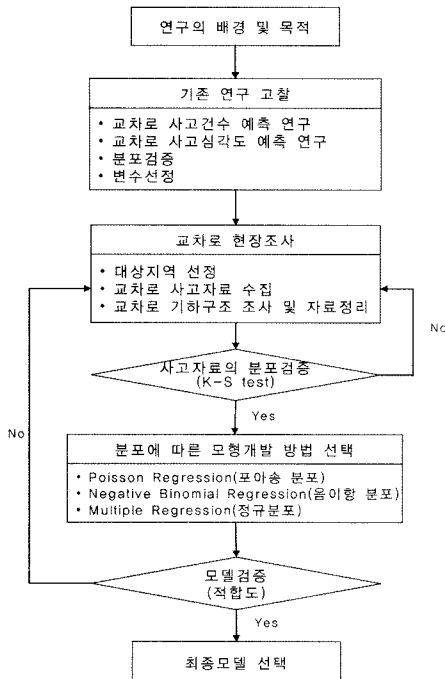 연구의 배경 및 목적
기존 연구 고찰
• 교차로 사고건수 예측 연구
• 교차로 사고심각도 예측 연구
• 분포검증
• 변수선정
교차로 현장조사
• 대상지역 선정
• 교차로 사고자료 수집
• 교차로 기하구조 조사 및 자료정리
No
사고자료의 분포검증
(K-S test)
No
Yes
분포에 따른 모형개발 방법 선택
• Poisson Regression(포아송 분포)
• Negative Binomial Regression(음이항 분포)
• Multiple Regression(정규분포)
모델검증
(적합도)
Yes
최종모델 선택